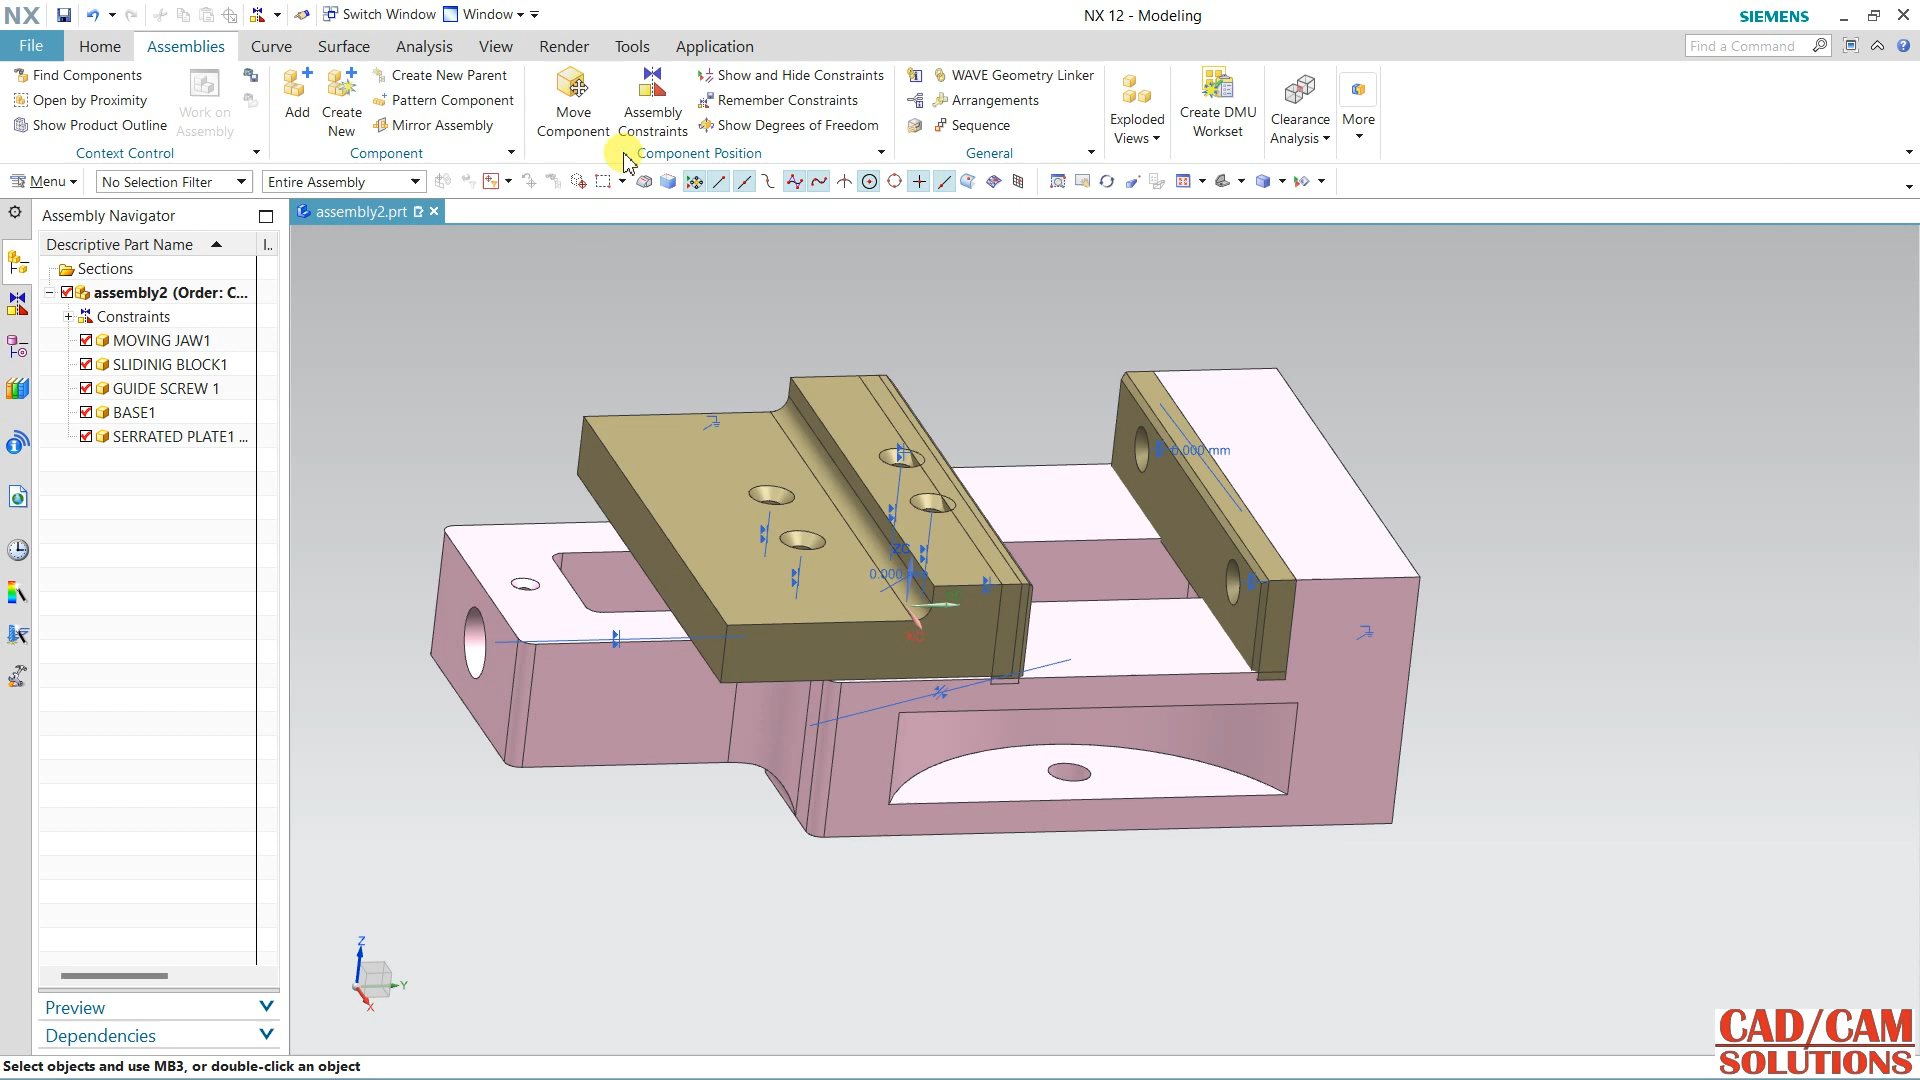 NX
Switch Window
Window
NX 12 - Modeling
SIEMENS
File
Home
Assemblies
Curve
Surface
Analysis
View
Render
Tools
Application
Find a Command
Find Components
Open by Proximity
Show Product Outline
Work on
Assembly
Context Control
Add
Create
New
Create New Parent
Pattern Component
Mirror Assembly
Component
Move
Component
Assembly
Constraints
Show and Hide Constraints
Remember Constraints
Show Degrees of Freedom
Component Position
WAVE Geometry Linker
Arrangements
Sequence
General
Exploded
Views
Create DMU
Workset
Clearance
Analysis
More
Menu
No Selection Filter
Entire Assembly
Assembly Navigator
assembly2.prt
Descriptive Part Name
I..
Sections
assembly2 (Order: C...
Constraints
MOVING JAW1
SLIDINIG BLOCK1
GUIDE SCREW 1
BASE1
SERRATED PLATE1 ...
ZC
0.000
XC
Z
Y
X
Preview
Dependencies
Select objects and use MB3, or double-click an object
CAD/CAM
SOLUTIONS